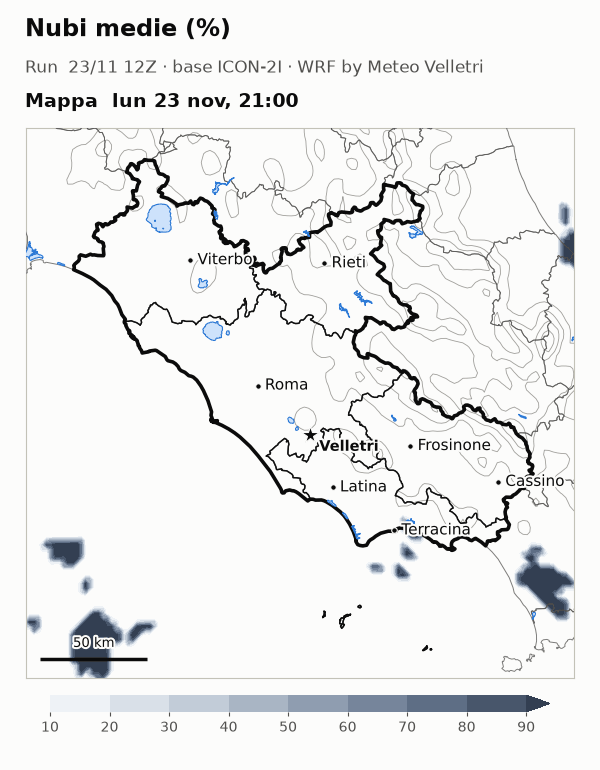 Nubi medie (%)
Run  23/11 12Z · base ICON-2I · WRF by Meteo Velletri
Mappa  lun 23 nov, 21:00
Viterbo
Rieti
Roma
Velletri
Frosinone
Latina
Cassino
Terracina
50 km
10 20 30 40 50 60 70 80 90